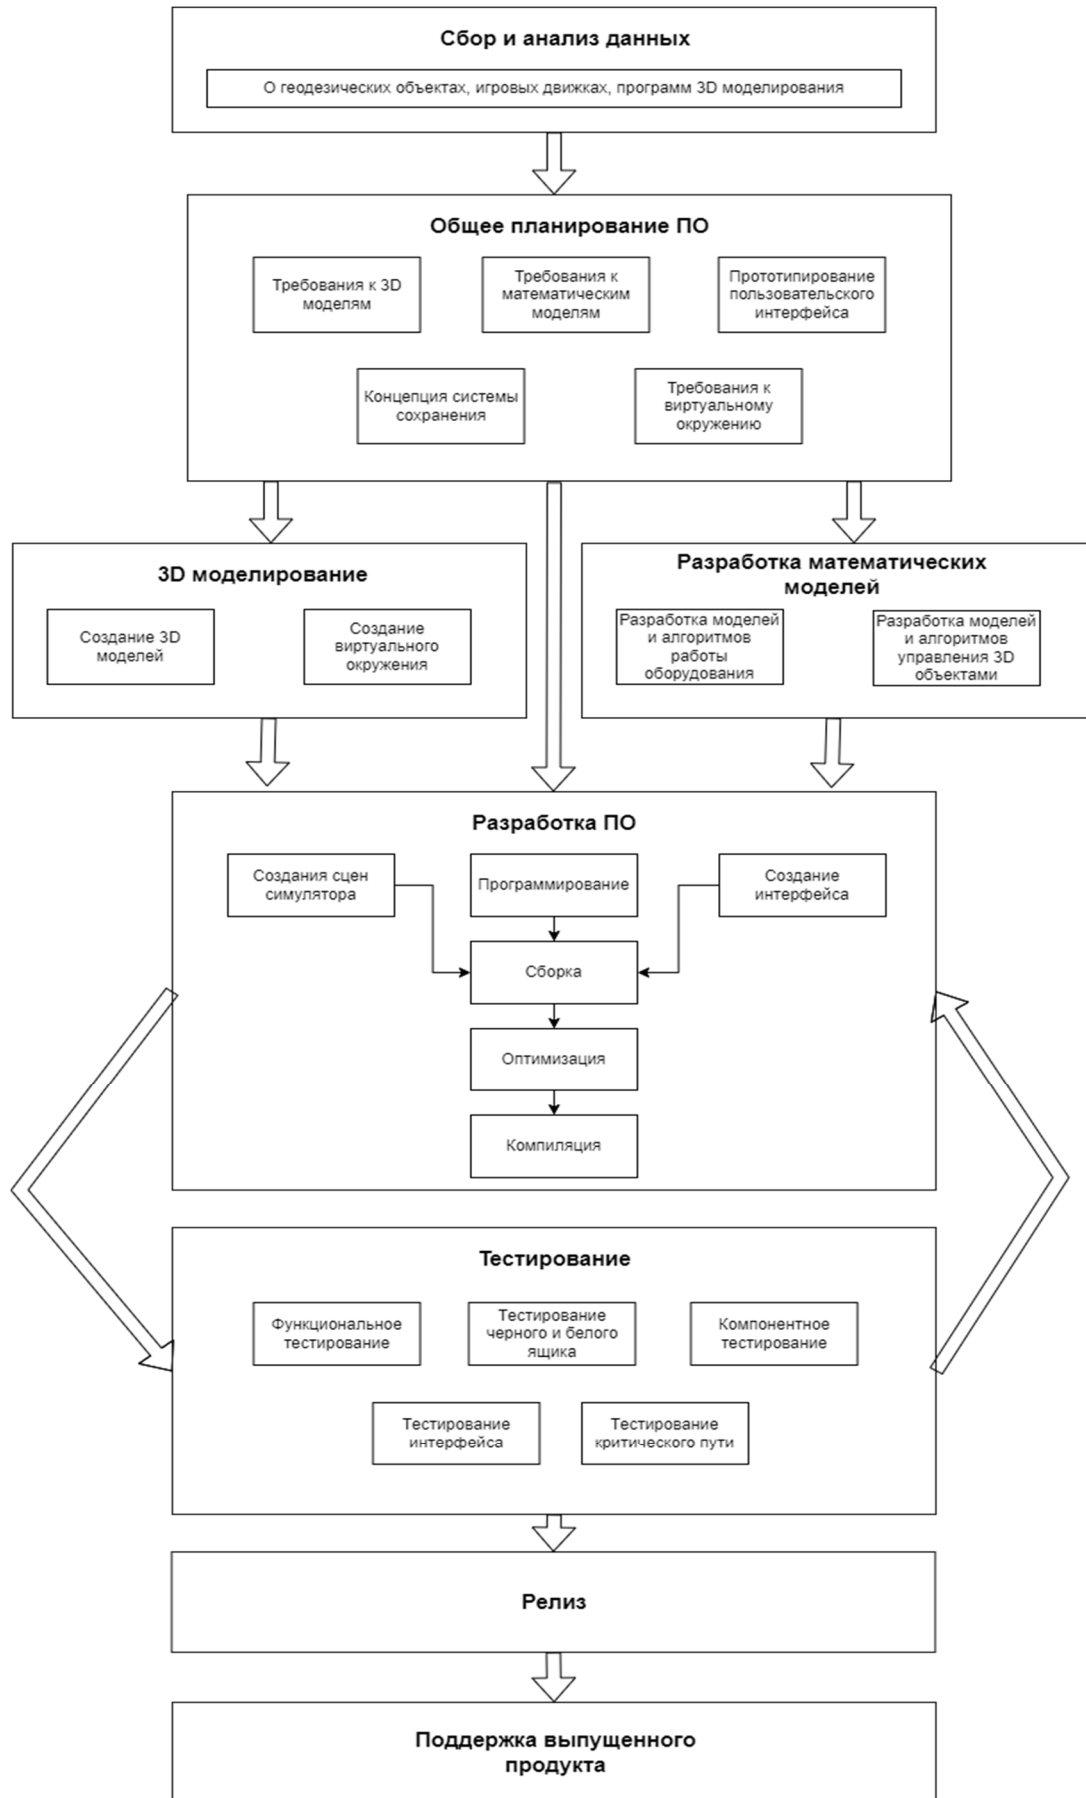 Сбор и анализ данных
О геодезических объектах, игровых движках, программ 3D моделирования
Общее планирование ПО
Требования к 3D
моделям
Требования к
математическим
моделям
Прототипирование
пользовательского
интерфейса
Концепция системы
сохранения
Требования к
виртуальному
окружению
3D моделирование
Создание 3D
моделей
Создание
виртуального
окружения
Разработка математических
моделей
Разработка моделей
и алгоритмов
работы
оборудования
Разработка моделей
и алгоритмов
управления 3D
объектами
Разработка ПО
Создания сцен
симулятора
Программирование
Создание
интерфейса
Сборка
Оптимизация
Компиляция
Тестирование
Функциональное
тестирование
Тестирование
черного и белого
ящика
Компонентное
тестирование
Тестирование
интерфейса
Тестирование
критического пути
Релиз
Поддержка выпущенного
продукта